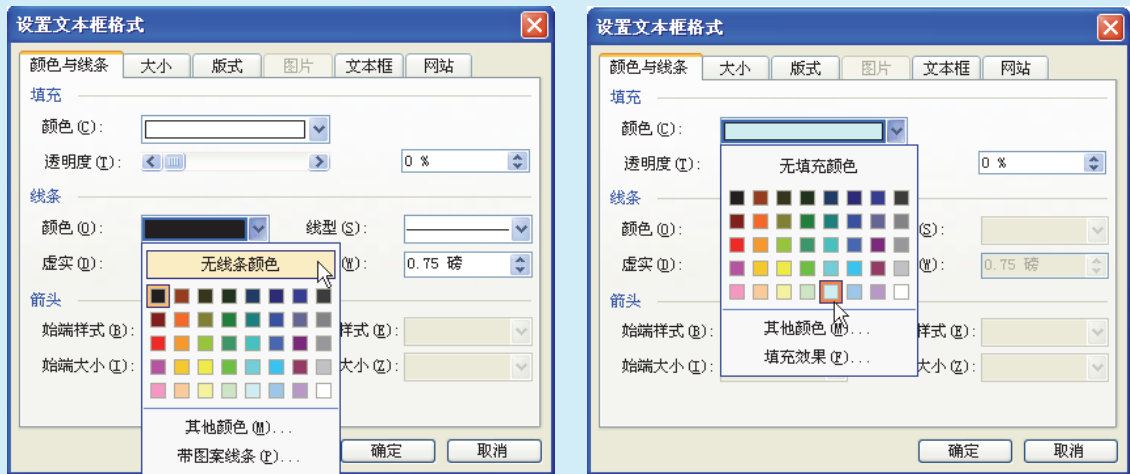 设置文本框格式
颜色与线条 大小 版式 图片 文本框 网站
填充
颜色(C):
透明度(T): 0 %
线条
颜色(O): 线型(S):
虚实(D): 无线条颜色 (W): 0.75 磅
箭头
始端样式(B): 样式(E):
始端大小(I): 大小(Z):
其他颜色(M)...
带图案线条(P)...
确定 取消
设置文本框格式
颜色与线条 大小 版式 图片 文本框 网站
填充
颜色(C):
透明度(T): 无填充颜色 0 %
线条
颜色(O): (S):
虚实(D): (W): 0.75 磅
箭头
始端样式(B): 其他颜色(M)... 样式(E):
始端大小(I): 填充效果(F)... 大小(Z):
确定 取消